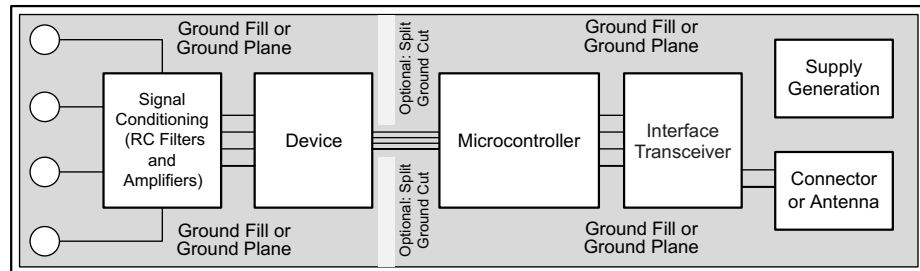 Ground Fill or
Ground Plane
Signal
Conditioning
(RC Filters
and
Amplifiers)
Ground Fill or
Ground Plane
Device
Optional: Split
Ground Cut
Optional: Split
Ground Cut
Ground Fill or
Ground Plane
Microcontroller
Interface
Transceiver
Ground Fill or
Ground Plane
Supply
Generation
Connector
or Antenna